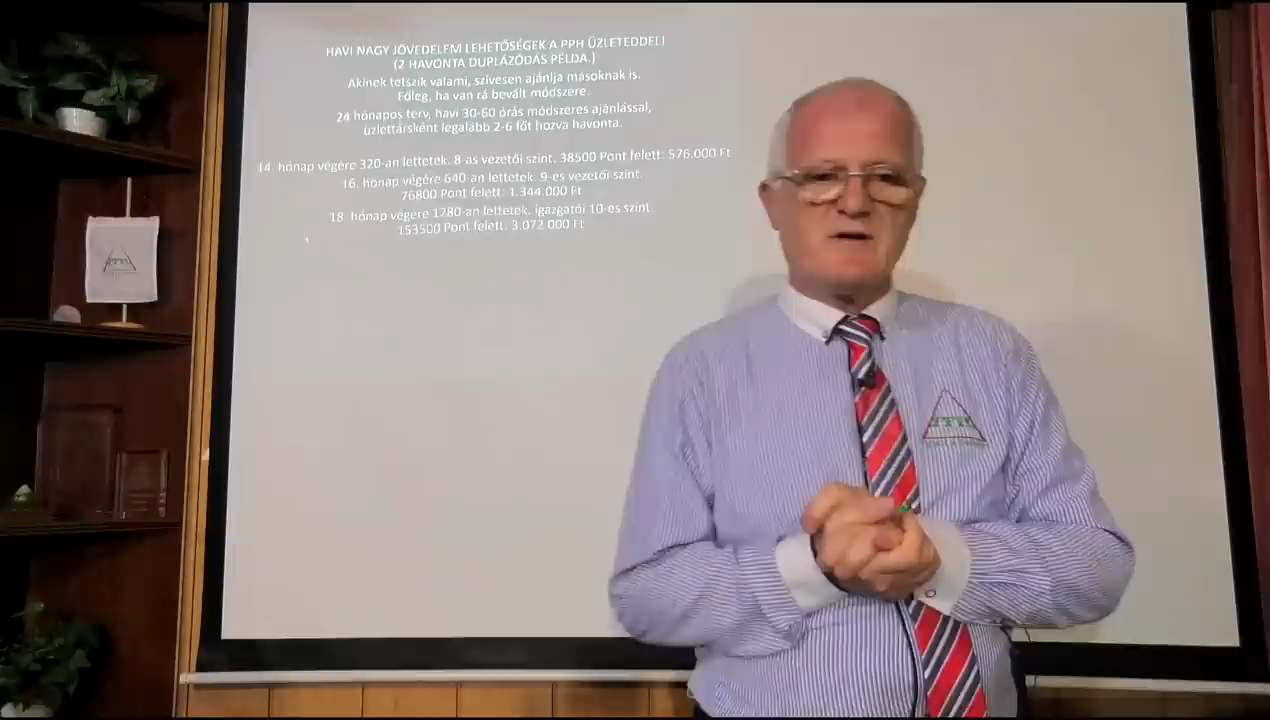 HAVI NAGY JÖVEDELEM LEHETŐSÉGEK A PPH ÜZLETEDDEL!
(2 HAVONTA DUPLÁZÓDÁS PÉLDA.)
Akinek tetszik valami, szívesen ajánlja másoknak is.
Főleg, ha van rá bevált módszere.
24 hónapos terv, havi 30-60 órás módszeres ajánlással,
üzlettársként legalább 2-6 főt hozva havonta.
14. hónap végére 320-an lettetek. 8-as vezetői szint. 38500 Pont felett: 576.000 Ft
16. hónap végére 640-an lettetek. 9-es vezetői szint.
76800 Pont felett: 1.344.000 Ft
18. hónap végére 1280-an lettetek. igazgatói 10-es szint
153500 Pont felett. 3.072.000 Ft
PPH
PPH